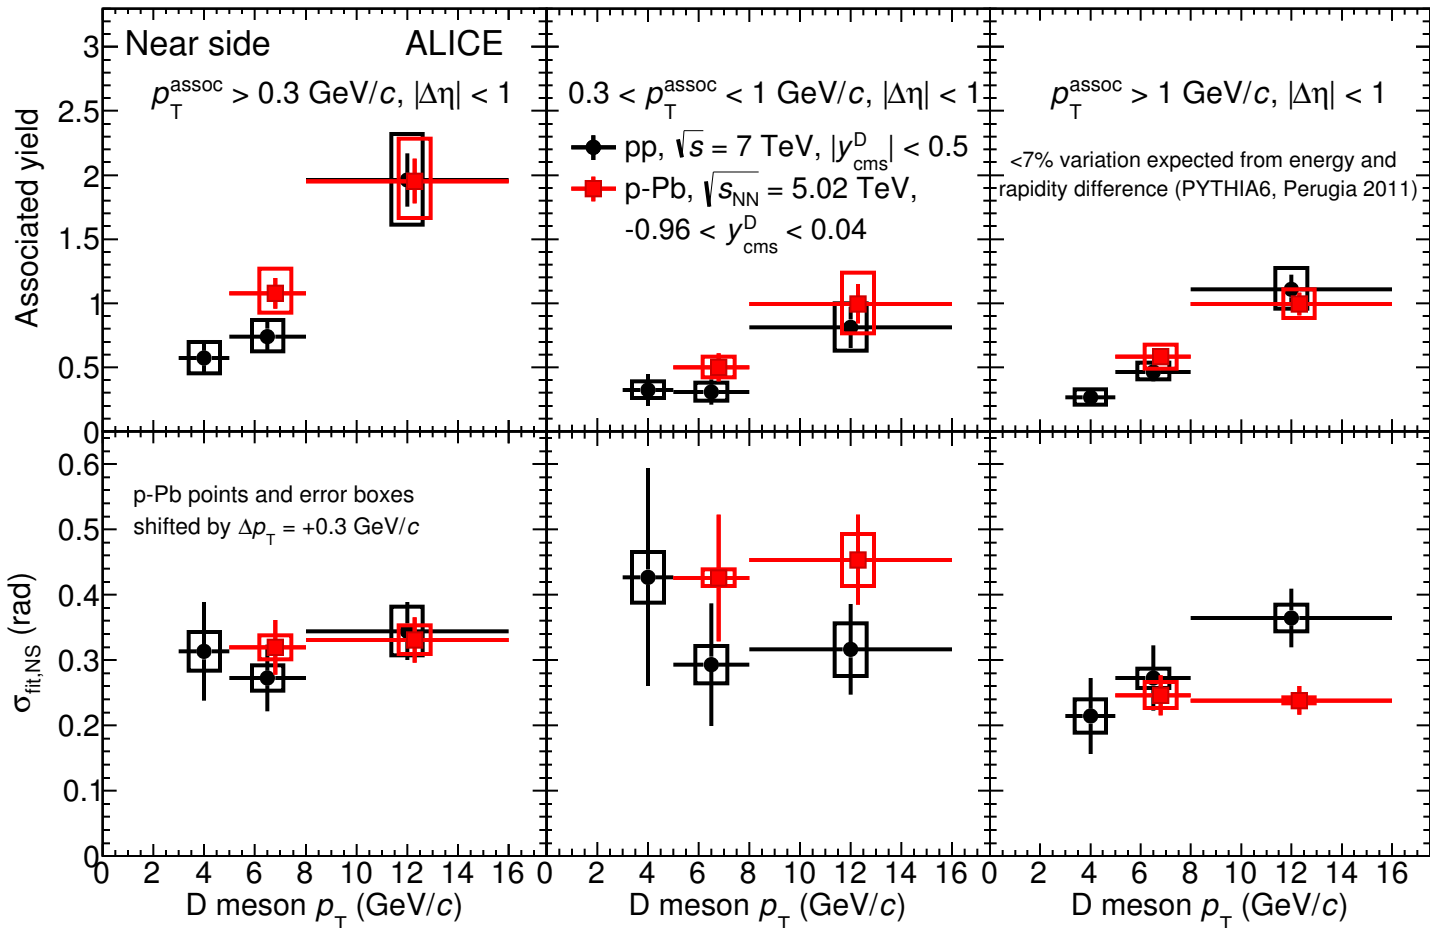 Near side ALICE
p_T^assoc > 0.3 GeV/c, |Δη| < 1
0.3 < p_T^assoc < 1 GeV/c, |Δη| < 1
p_T^assoc > 1 GeV/c, |Δη| < 1
pp, √s = 7 TeV, |y_cms^D| < 0.5
p-Pb, √s_NN = 5.02 TeV,
-0.96 < y_cms^D < 0.04
<7% variation expected from energy and
rapidity difference (PYTHIA6, Perugia 2011)
Associated yield
3
2.5
2
1.5
1
0.5
0
p-Pb points and error boxes
shifted by Δp_T = +0.3 GeV/c
σ_fit,NS (rad)
0.6
0.5
0.4
0.3
0.2
0.1
0
0 2 4 6 8 10 12 14 16
0 2 4 6 8 10 12 14 16
0 2 4 6 8 10 12 14 16
D meson p_T (GeV/c)
D meson p_T (GeV/c)
D meson p_T (GeV/c)